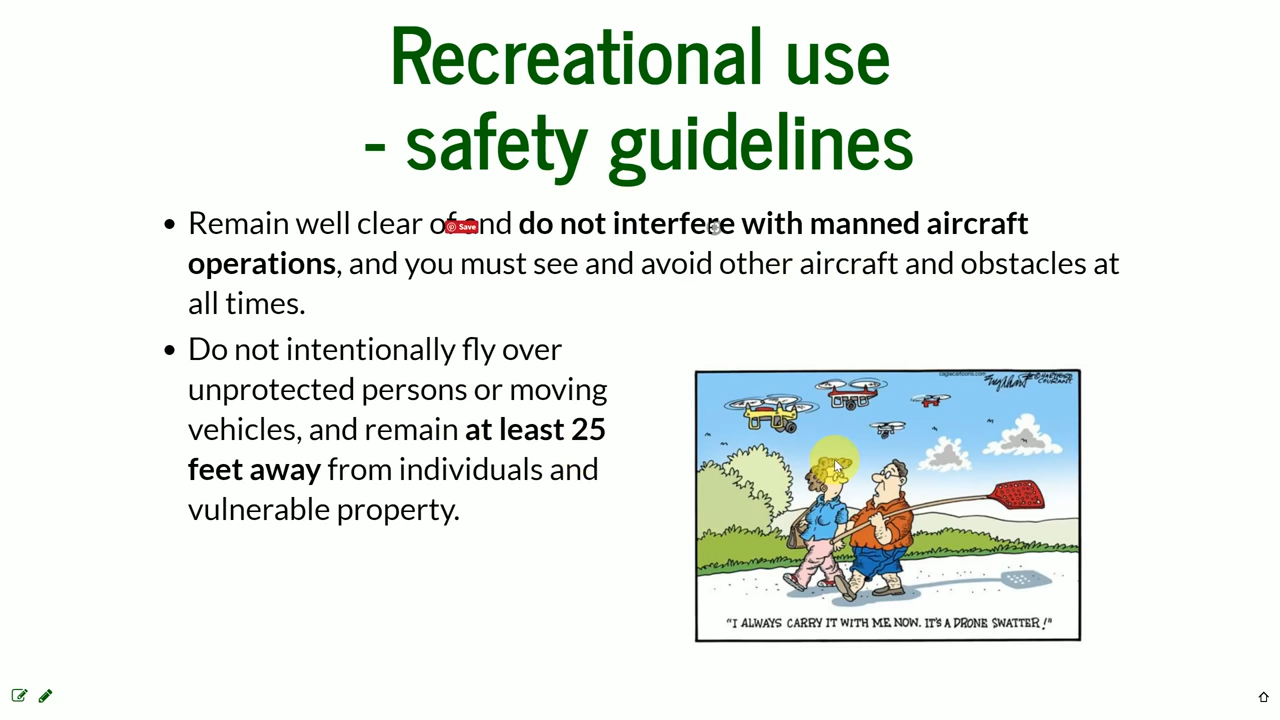 Recreational use
- safety guidelines
• Remain well clear of and do not interfere with manned aircraft
operations, and you must see and avoid other aircraft and obstacles at
all times.
• Do not intentionally fly over
unprotected persons or moving
vehicles, and remain at least 25
feet away from individuals and
vulnerable property.
Save
caglecartoons.com
"I ALWAYS CARRY IT WITH ME NOW. IT'S A DRONE SWATTER!"